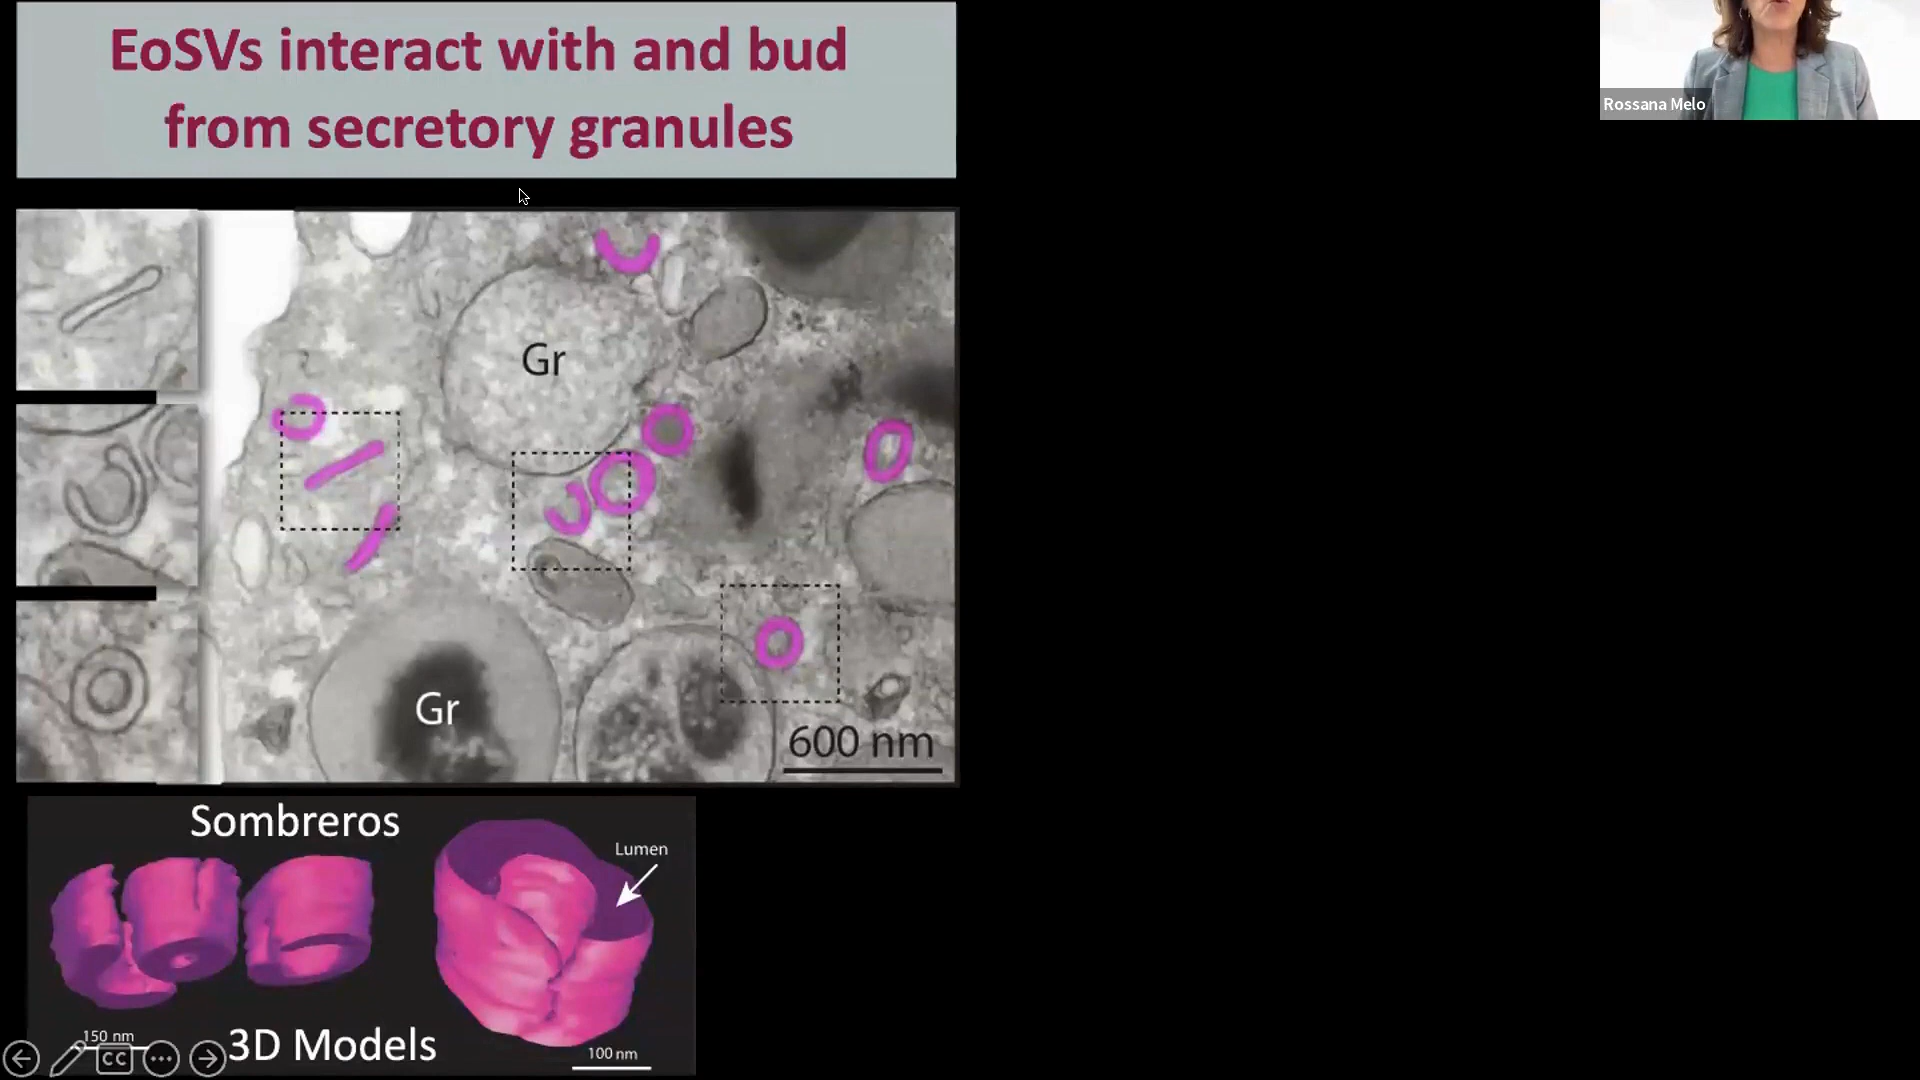 EoSVs interact with and bud
from secretory granules
Rossana Melo
Gr
Gr
600 nm
Sombreros
Lumen
150 nm
3D Models
100 nm
CC